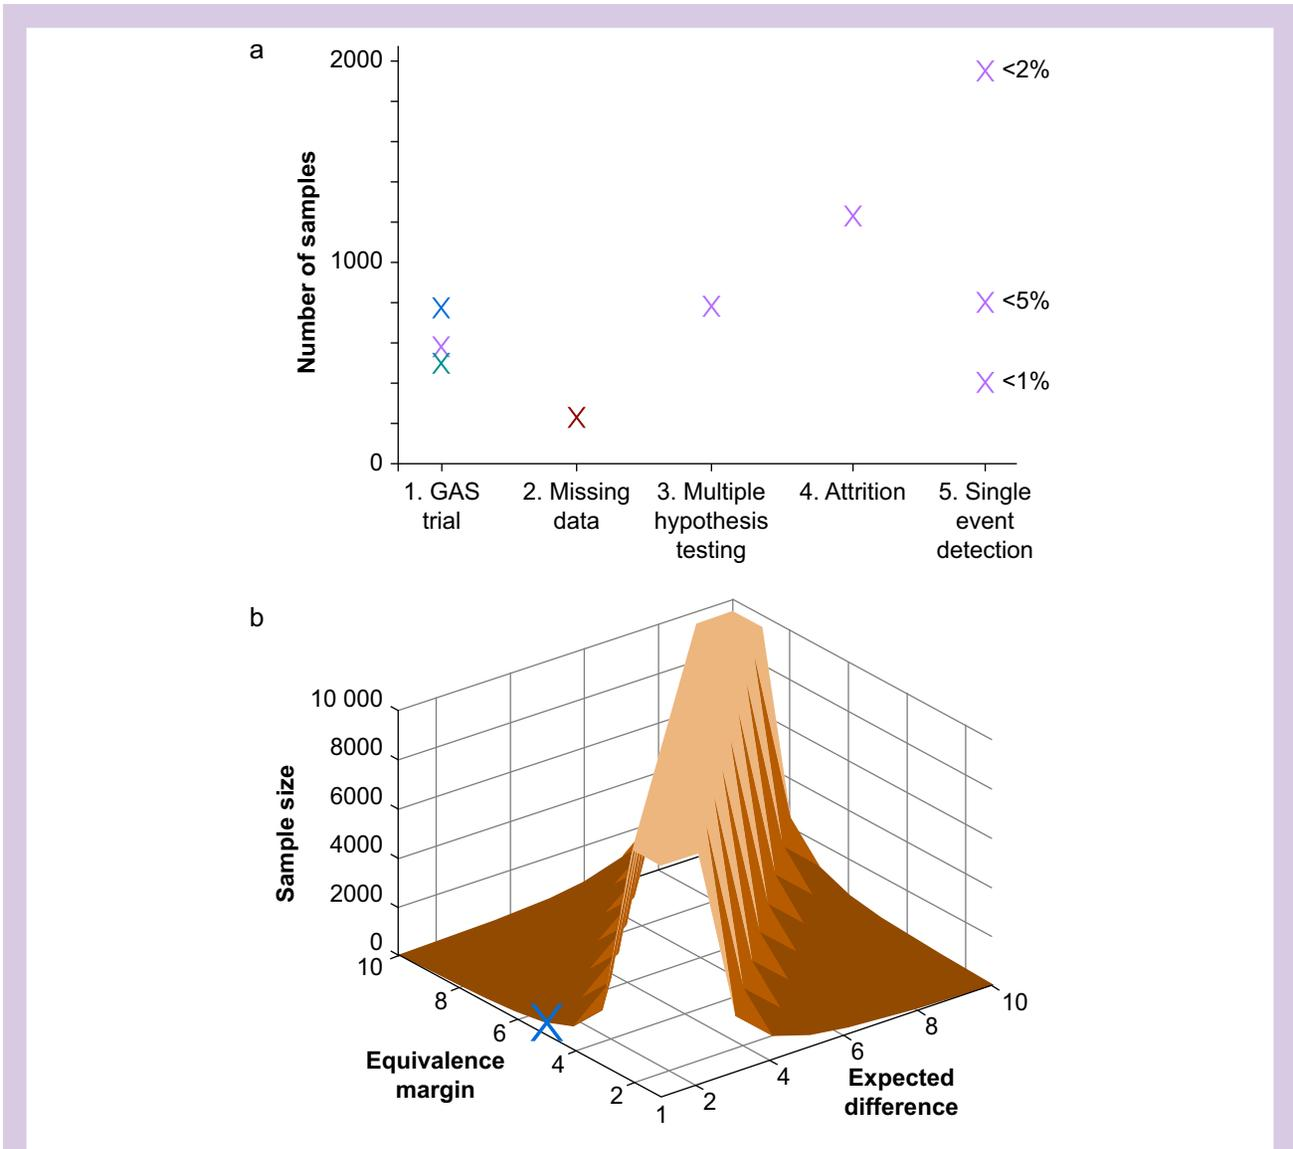 a
2000
1000
0
Number of samples
<2%
<5%
<1%
1. GAS
trial
2. Missing
data
3. Multiple
hypothesis
testing
4. Attrition
5. Single
event
detection
b
10 000
8000
6000
4000
2000
0
Sample size
10
8
6
4
2
1
Equivalence
margin
2
4
6
8
10
Expected
difference